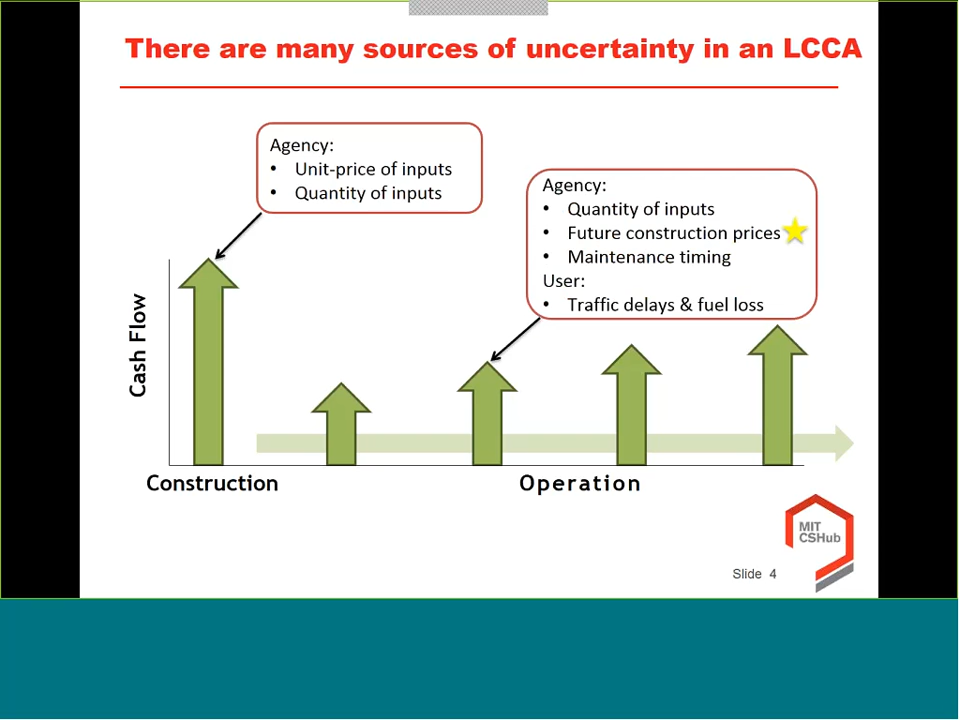 There are many sources of uncertainty in an LCCA
Agency:
• Unit-price of inputs
• Quantity of inputs
Agency:
• Quantity of inputs
• Future construction prices
• Maintenance timing
User:
• Traffic delays & fuel loss
Cash Flow
Construction
Operation
MIT
CSHub
Slide 4